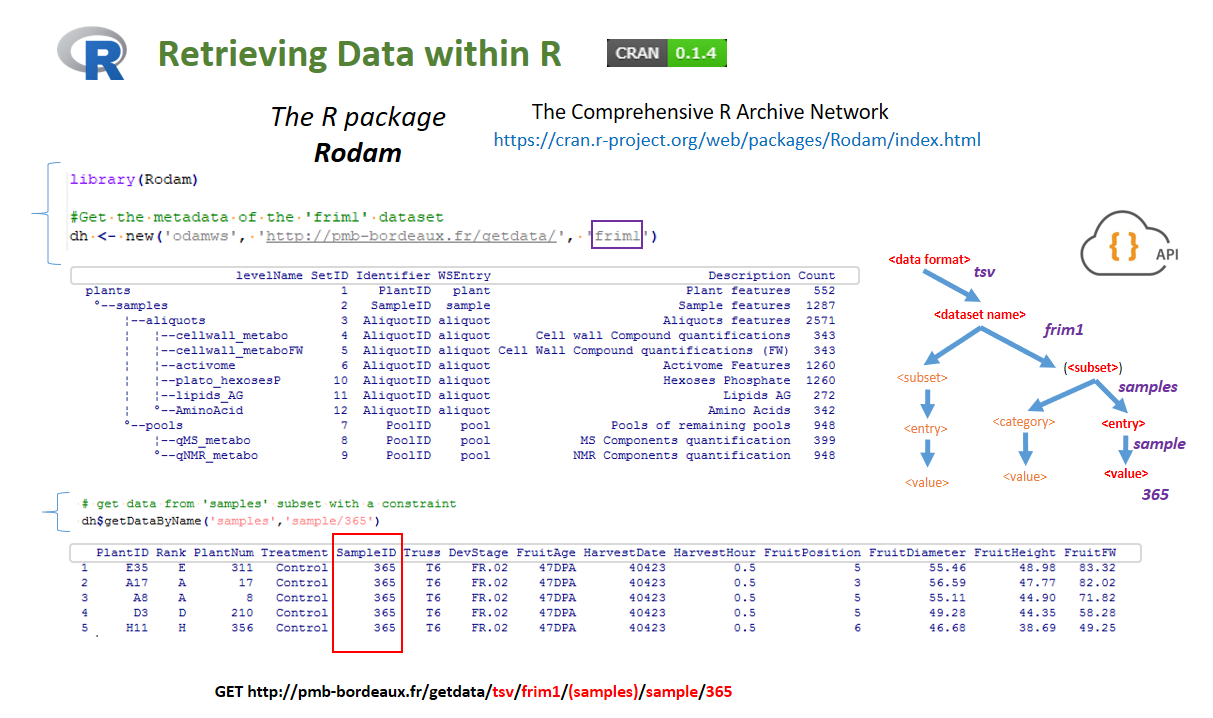 R
Retrieving Data within R
CRAN 0.1.4
The R package
Rodam
The Comprehensive R Archive Network
https://cran.r-project.org/web/packages/Rodam/index.html
library(Rodam)
#Get the metadata of the 'frim1' dataset
dh <- new('odamws', 'http://pmb-bordeaux.fr/getdata/', 'frim1')
levelName SetID Identifier WSEntry Description Count
plants 1 PlantID plant Plant features 552
°--samples 2 SampleID sample Sample features 1287
¦--aliquots 3 AliquotID aliquot Aliquots features 2571
¦ ¦--cellwall_metabo 4 AliquotID aliquot Cell wall Compound quantifications 343
¦ ¦--cellwall_metaboFW 5 AliquotID aliquot Cell Wall Compound quantifications (FW) 343
¦ ¦--activome 6 AliquotID aliquot Activome Features 1260
¦ ¦--plato_hexosesP 10 AliquotID aliquot Hexoses Phosphate 1260
¦ ¦--lipids_AG 11 AliquotID aliquot Lipids AG 272
¦ °--AminoAcid 12 AliquotID aliquot Amino Acids 342
°--pools 7 PoolID pool Pools of remaining pools 948
¦--qMS_metabo 8 PoolID pool MS Components quantification 399
°--qNMR_metabo 9 PoolID pool NMR Components quantification 948
{ } API
<data format>
tsv
<dataset name>
frim1
<subset>
(<subset>)
samples
<entry>
<category>
<entry>
sample
<value>
<value>
<value>
365
# get data from 'samples' subset with a constraint
dh$getDataByName('samples','sample/365')
PlantID Rank PlantNum Treatment SampleID Truss DevStage FruitAge HarvestDate HarvestHour FruitPosition FruitDiameter FruitHeight FruitFW
1 E35 E 311 Control 365 T6 FR.02 47DPA 40423 0.5 5 55.46 48.98 83.32
2 A17 A 17 Control 365 T6 FR.02 47DPA 40423 0.5 3 56.59 47.77 82.02
3 A8 A 8 Control 365 T6 FR.02 47DPA 40423 0.5 5 55.11 44.90 71.82
4 D3 D 210 Control 365 T6 FR.02 47DPA 40423 0.5 5 49.28 44.35 58.28
5 H11 H 356 Control 365 T6 FR.02 47DPA 40423 0.5 6 46.68 38.69 49.25
GET http://pmb-bordeaux.fr/getdata/tsv/frim1/(samples)/sample/365